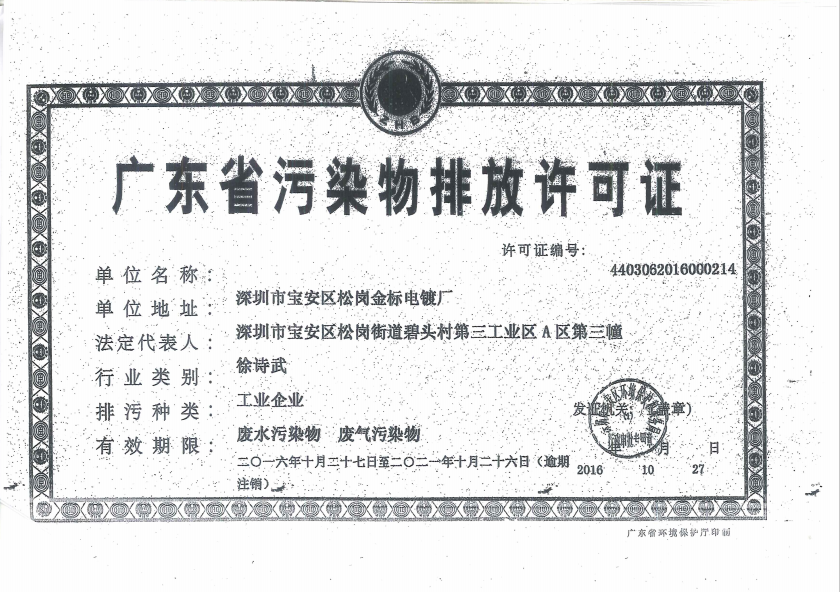 广东省污染物排放许可证
许可证编号:
4403062016000214
单位名称:
深圳市宝安区松岗金标电镀厂
单位地址:
深圳市宝安区松岗街道碧头村第三工业区A区第三幢
法定代表人:
徐诗武
行业类别:
工业企业
排污种类:
废水污染物 废气污染物
有效期限:
二〇一六年十月二十七日至二〇二一年十月二十六日（逾期
注销）
发证机关: (盖章)
年 月 日
2016 10 27
广东省环境保护厅印制